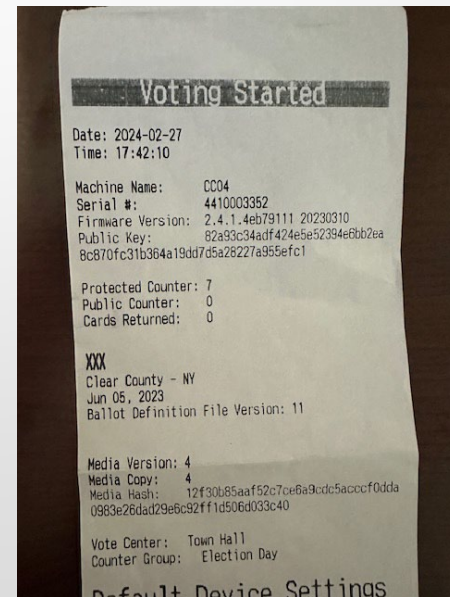 Voting Started
Date: 2024-02-27
Time: 17:42:10
Machine Name: CC04
Serial #: 4410003352
Firmware Version: 2.4.1.4eb79111 20230310
Public Key: 82a93c34adf424e5e52394e6bb2ea
8c870fc31b364a19dd7d5a28227a955efc1
Protected Counter: 7
Public Counter: 0
Cards Returned: 0
XXX
Clear County - NY
Jun 05, 2023
Ballot Definition File Version: 11
Media Version: 4
Media Copy: 4
Media Hash: 12f30b85aaf52c7ce6a9cdc5acccf0dda
0983e26dad29e6c92ff1d506d033c40
Vote Center: Town Hall
Counter Group: Election Day
Default Device Settings